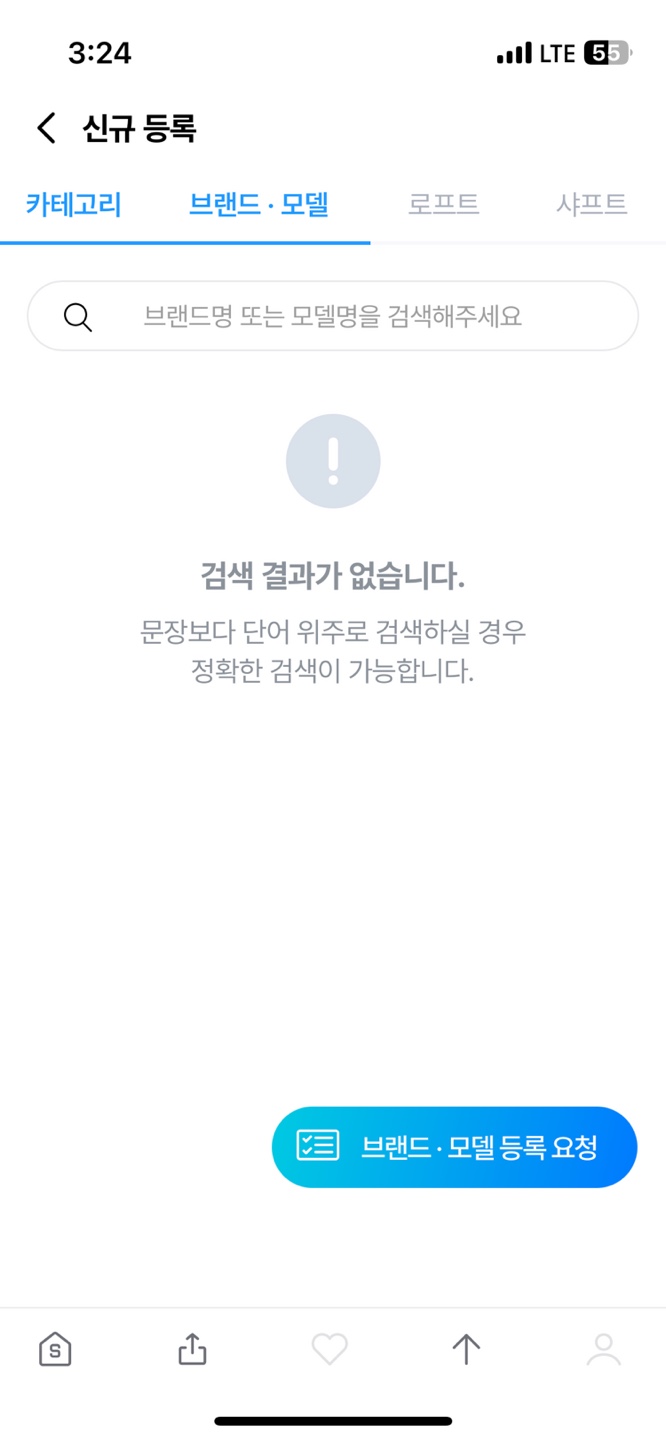 3:24
LTE 55
신규 등록
카테고리 브랜드 · 모델 로프트 샤프트
브랜드명 또는 모델명을 검색해주세요
검색 결과가 없습니다.
문장보다 단어 위주로 검색하실 경우
정확한 검색이 가능합니다.
브랜드 · 모델 등록 요청
S